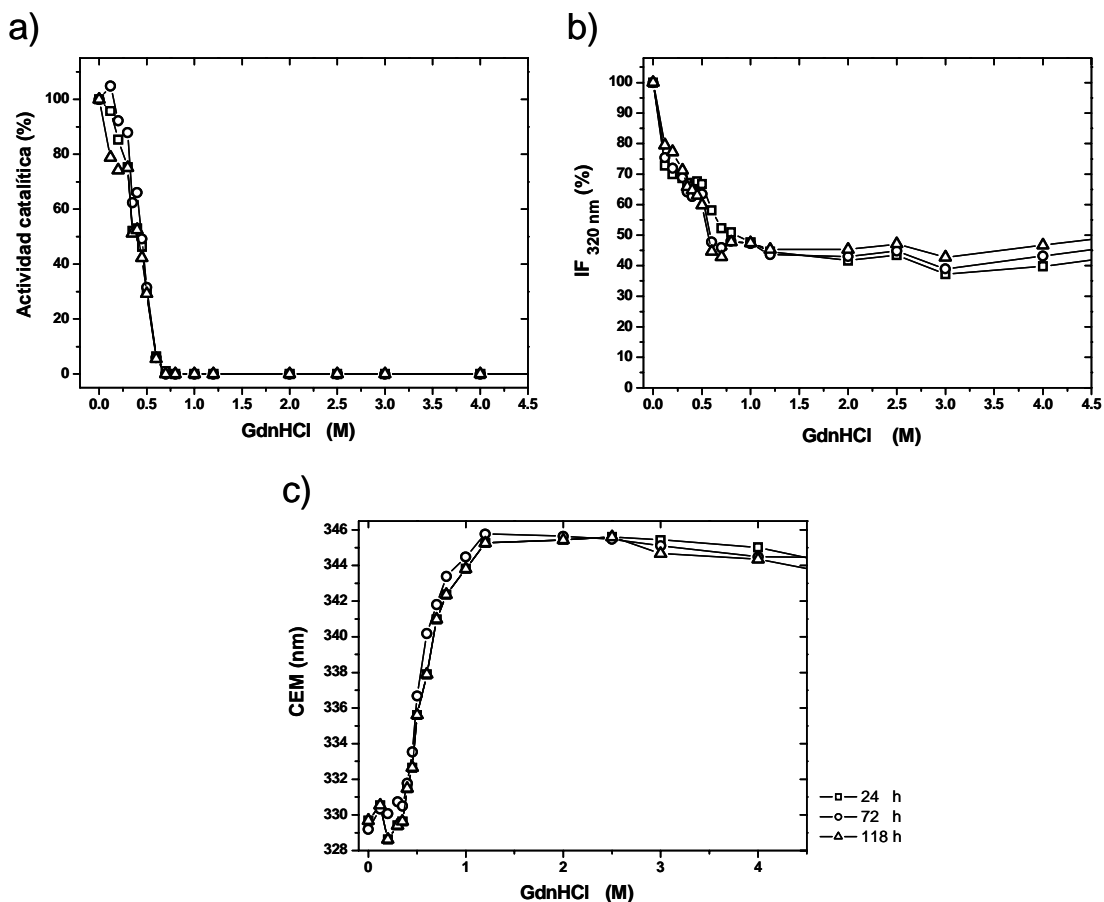 a)
Actividad catalítica (%)
100
80
60
40
20
0
0.0 0.5 1.0 1.5 2.0 2.5 3.0 3.5 4.0 4.5
GdnHCl (M)
b)
IF 320 nm (%)
100
90
80
70
60
50
40
30
20
10
0
0.0 0.5 1.0 1.5 2.0 2.5 3.0 3.5 4.0 4.5
GdnHCl (M)
c)
CEM (nm)
346
344
342
340
338
336
334
332
330
328
0 1 2 3 4
GdnHCl (M)
24 h
72 h
118 h